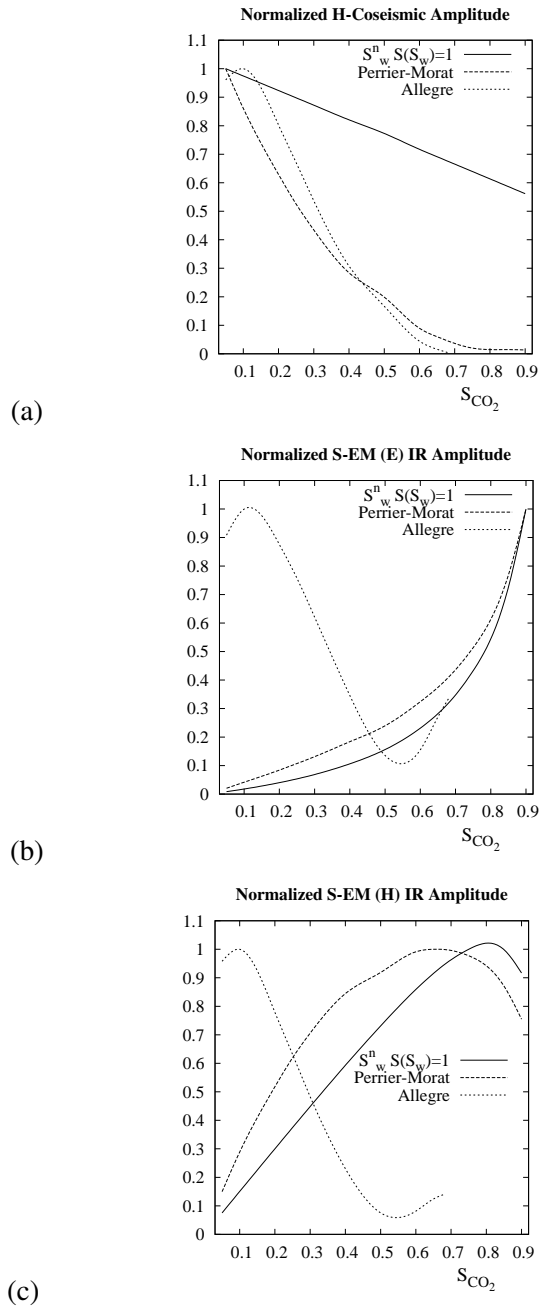 Normalized H-Coseismic Amplitude
S^n_w S(S_w)=1
Perrier-Morat
Allegre
1.1
1
0.9
0.8
0.7
0.6
0.5
0.4
0.3
0.2
0.1
0
0.1 0.2 0.3 0.4 0.5 0.6 0.7 0.8 0.9
S_CO2
(a)
Normalized S-EM (E) IR Amplitude
S^n_w S(S_w)=1
Perrier-Morat
Allegre
1.1
1
0.9
0.8
0.7
0.6
0.5
0.4
0.3
0.2
0.1
0
0.1 0.2 0.3 0.4 0.5 0.6 0.7 0.8 0.9
S_CO2
(b)
Normalized S-EM (H) IR Amplitude
1.1
1
0.9
0.8
0.7
0.6
0.5
0.4
0.3
0.2
0.1
0
S^n_w S(S_w)=1
Perrier-Morat
Allegre
0.1 0.2 0.3 0.4 0.5 0.6 0.7 0.8 0.9
S_CO2
(c)